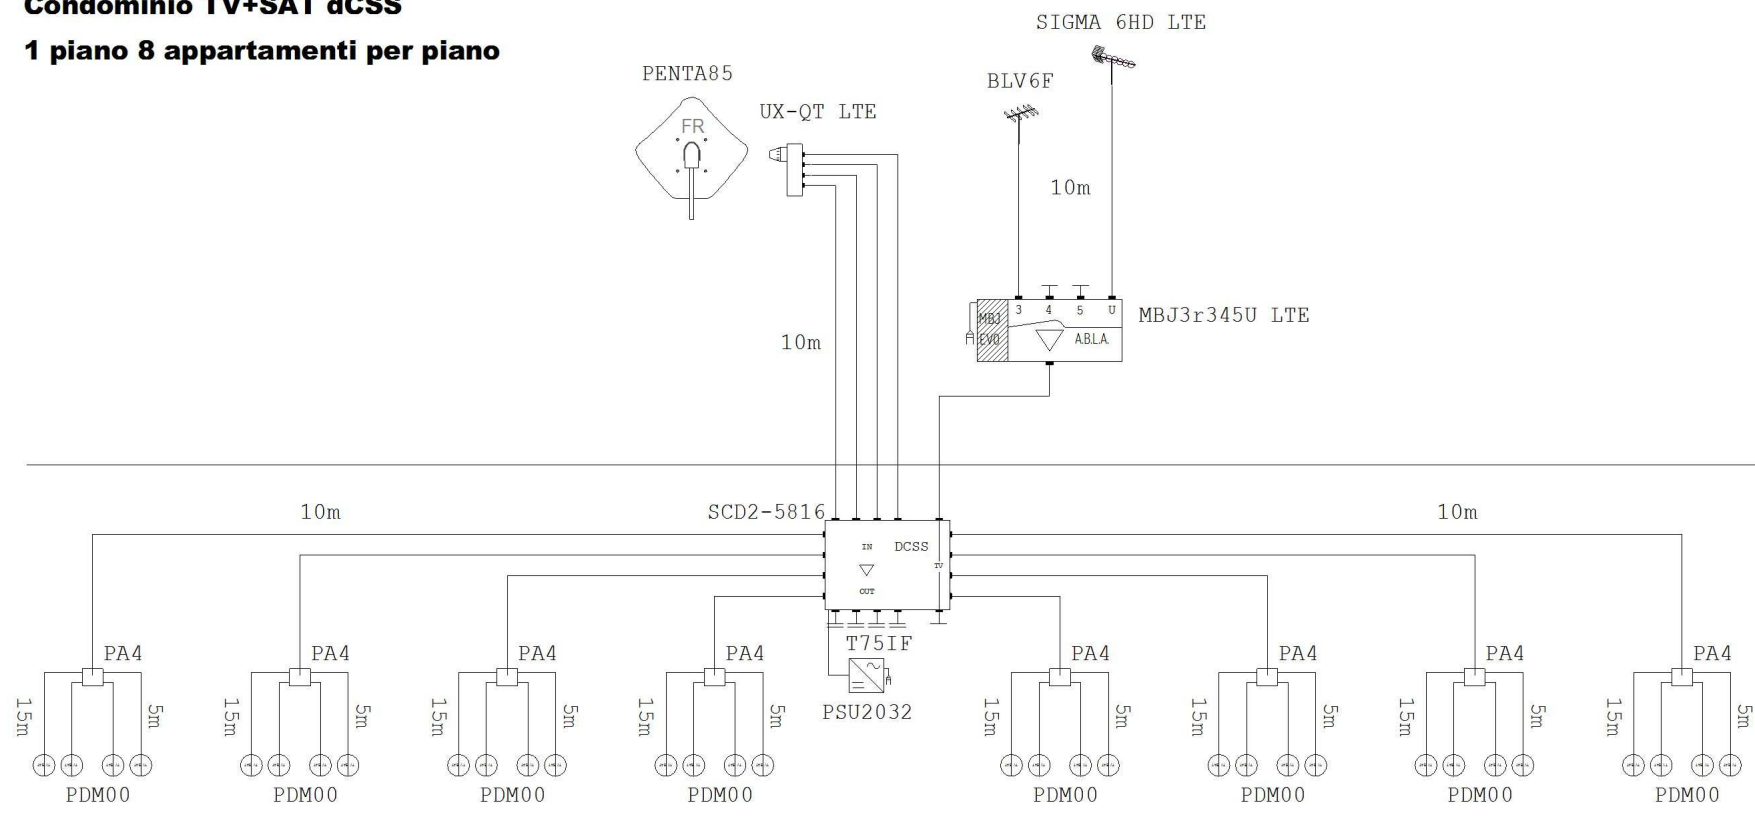 Condominio TV+SAT dCSS
1 piano 8 appartamenti per piano
SIGMA 6HD LTE
PENTA85
BLV6F
UX-QT LTE
FR
10m
3 4 5 U
MBJ
EVO
A.B.L.A.
MBJ3r345U LTE
10m
10m
SCD2-5816
10m
IN
DCSS
TV
OUT
T75IF
PSU2032
PA4
PA4
PA4
PA4
PA4
PA4
PA4
PA4
15m
5m
15m
5m
15m
5m
15m
5m
15m
5m
15m
5m
15m
5m
15m
5m
PDM00
PDM00
PDM00
PDM00
PDM00
PDM00
PDM00
PDM00